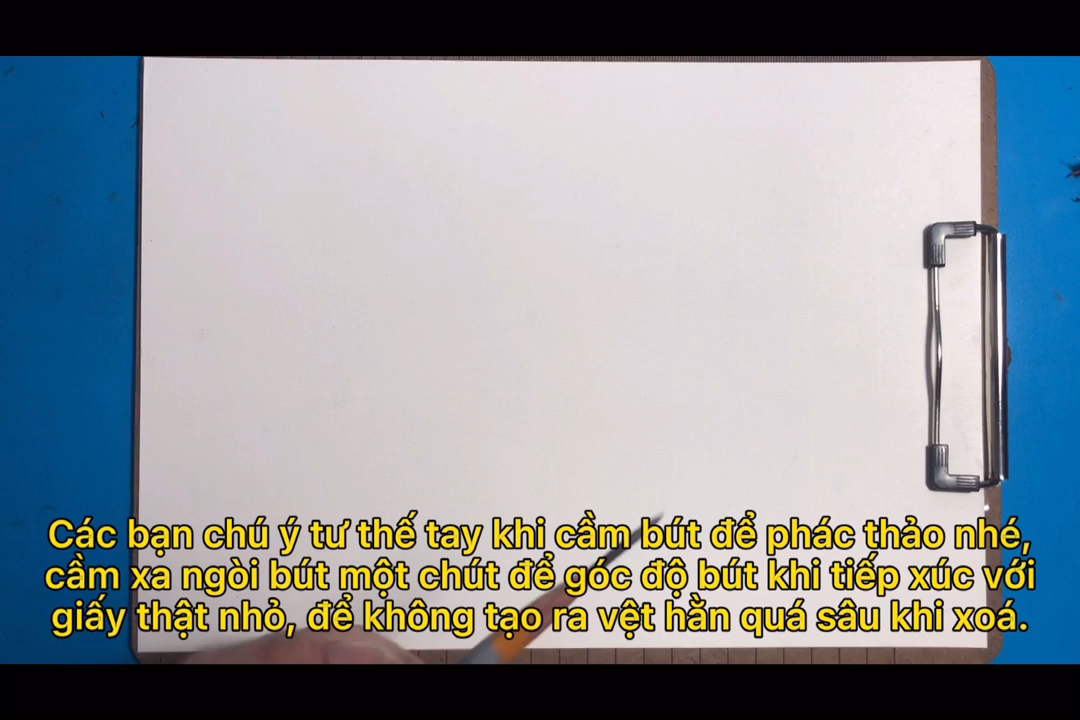 Các bạn chú ý tư thế tay khi cầm bút để phác thảo nhé,
cầm xa ngòi bút một chút để góc độ bút khi tiếp xúc với
giấy thật nhỏ, để không tạo ra vệt hằn quá sâu khi xoá.